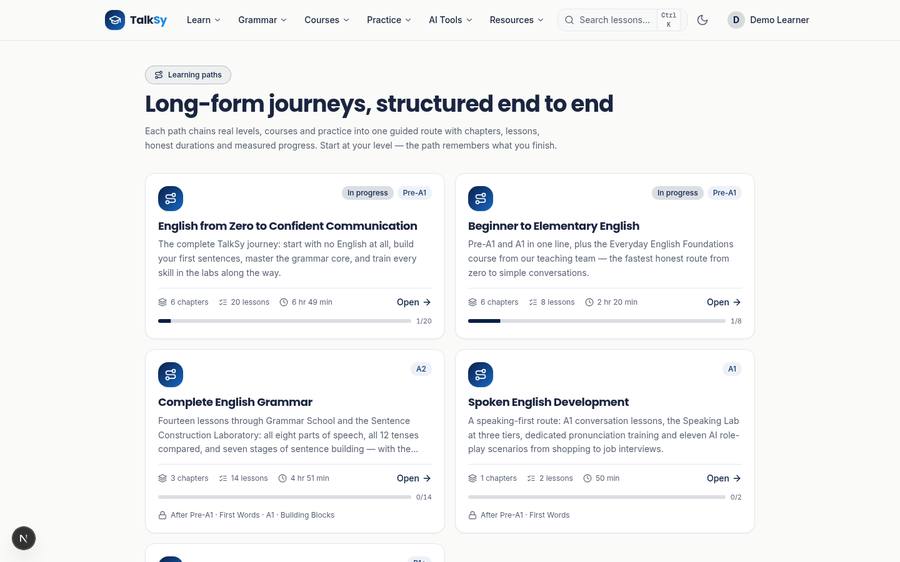 TalkSy
Learn
Grammar
Courses
Practice
AI Tools
Resources
Search lessons...
Ctrl
K
D
Demo Learner
Learning paths
Long-form journeys, structured end to end
Each path chains real levels, courses and practice into one guided route with chapters, lessons,
honest durations and measured progress. Start at your level — the path remembers what you finish.
In progress
Pre-A1
English from Zero to Confident Communication
The complete TalkSy journey: start with no English at all, build
your first sentences, master the grammar core, and train every
skill in the labs along the way.
6 chapters
20 lessons
6 hr 49 min
Open →
1/20
In progress
Pre-A1
Beginner to Elementary English
Pre-A1 and A1 in one line, plus the Everyday English Foundations
course from our teaching team — the fastest honest route from
zero to simple conversations.
6 chapters
8 lessons
2 hr 20 min
Open →
1/8
A2
Complete English Grammar
Fourteen lessons through Grammar School and the Sentence
Construction Laboratory: all eight parts of speech, all 12 tenses
compared, and seven stages of sentence building — with the...
3 chapters
14 lessons
4 hr 51 min
Open →
0/14
After Pre-A1 · First Words · A1 · Building Blocks
A1
Spoken English Development
A speaking-first route: A1 conversation lessons, the Speaking Lab
at three tiers, dedicated pronunciation training and eleven AI role-
play scenarios from shopping to job interviews.
1 chapters
2 lessons
50 min
Open →
0/2
After Pre-A1 · First Words
N